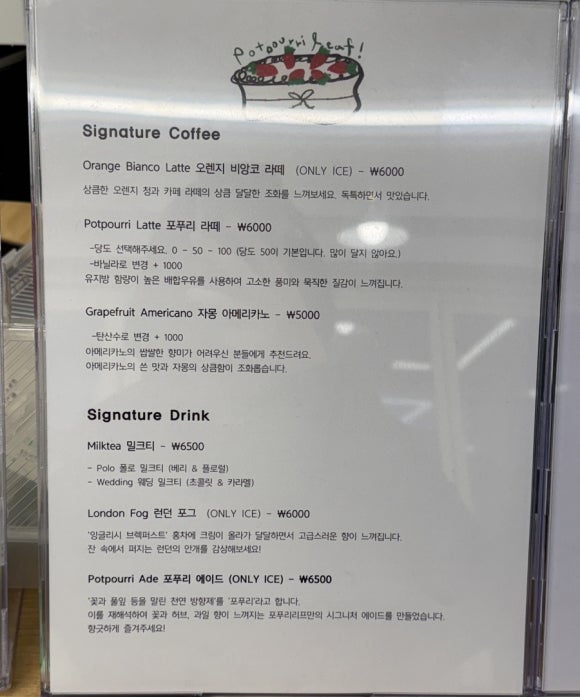 Potpourri Leaf!
Signature Coffee
Orange Bianco Latte 오렌지 비앙코 라떼 (ONLY ICE) - ₩6000
상큼한 오렌지 청과 카페 라떼의 상큼 달달한 조화를 느껴보세요. 독특하면서 맛있습니다.
Potpourri Latte 포푸리 라떼 - ₩6000
-당도 선택해주세요. 0 - 50 - 100 (당도 50이 기본입니다. 많이 달지 않아요.)
-바닐라로 변경 + 1000
유지방 함량이 높은 배합우유를 사용하여 고소한 풍미와 묵직한 질감이 느껴집니다.
Grapefruit Americano 자몽 아메리카노 - ₩5000
-탄산수로 변경 + 1000
아메리카노의 쌉쌀한 향미가 어려우신 분들에게 추천드려요.
아메리카노의 쓴 맛과 자몽의 상큼함이 조화롭습니다.
Signature Drink
Milktea 밀크티 - ₩6500
- Polo 폴로 밀크티 (베리 & 플로럴)
- Wedding 웨딩 밀크티 (초콜릿 & 카라멜)
London Fog 런던 포그 (ONLY ICE) - ₩6000
'잉글리시 브렉퍼스트' 홍차에 크림이 올라가 달달하면서 고급스러운 향이 느껴집니다.
잔 속에서 퍼지는 런던의 안개를 감상해보세요!
Potpourri Ade 포푸리 에이드 (ONLY ICE) - ₩6500
'꽃과 풀잎 등을 말린 천연 방향제'를 '포푸리'라고 합니다.
이를 재해석하여 꽃과 허브, 과일 향이 느껴지는 포푸리리프만의 시그니처 에이드를 만들었습니다.
향긋하게 즐겨주세요!